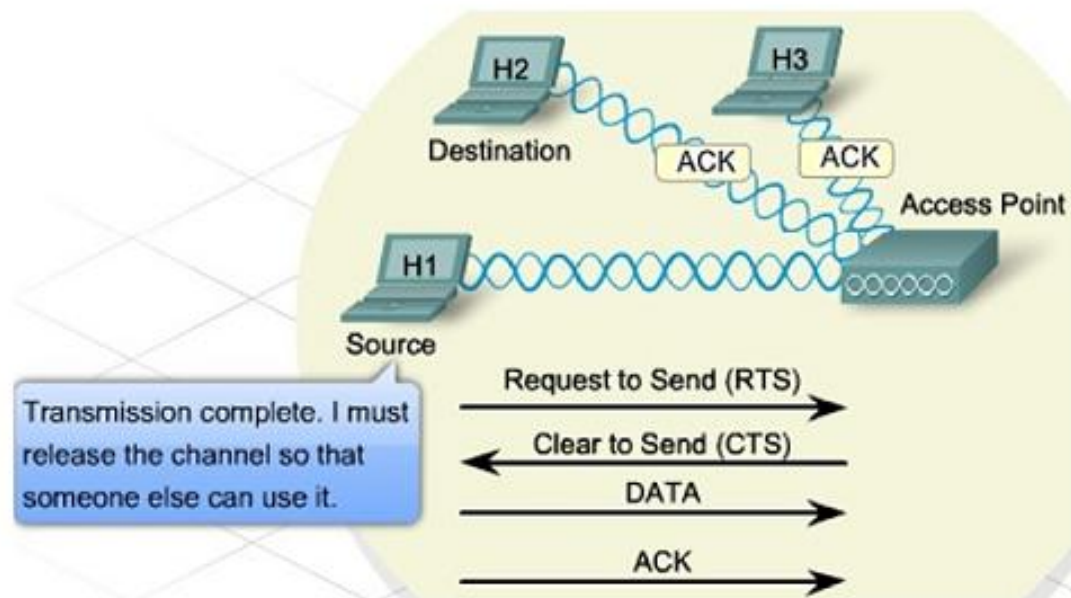 H2
H3
Destination
ACK
ACK
Access Point
H1
Source
Request to Send (RTS)
Transmission complete. I must
release the channel so that
someone else can use it.
Clear to Send (CTS)
DATA
ACK